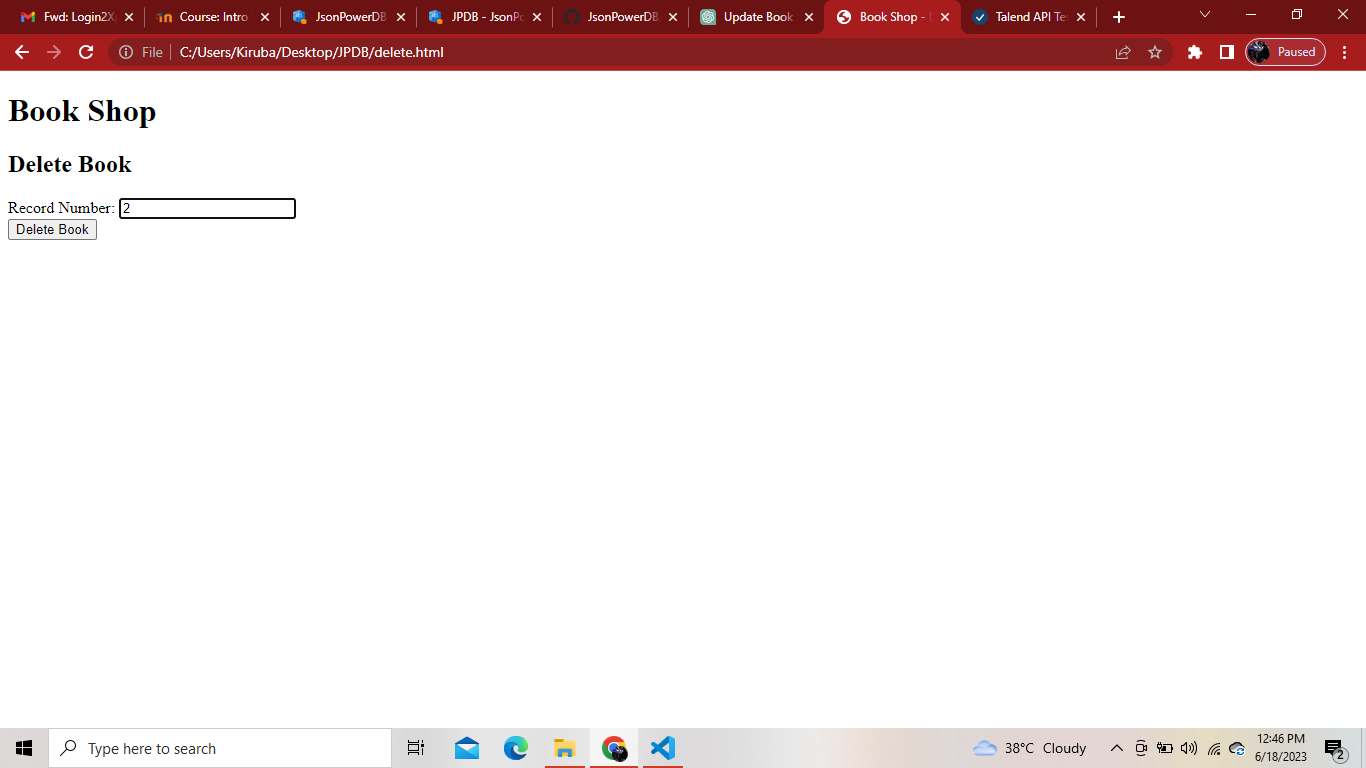 Fwd: Login2X
Course: Intro
JsonPowerDB
JPDB - JsonPo
JsonPowerDB
Update Book
Book Shop -
Talend API Te
File
C:/Users/Kiruba/Desktop/JPDB/delete.html
Paused
Book Shop
Delete Book
Record Number: 2
Delete Book
Type here to search
38°C Cloudy
12:46 PM
6/18/2023
2